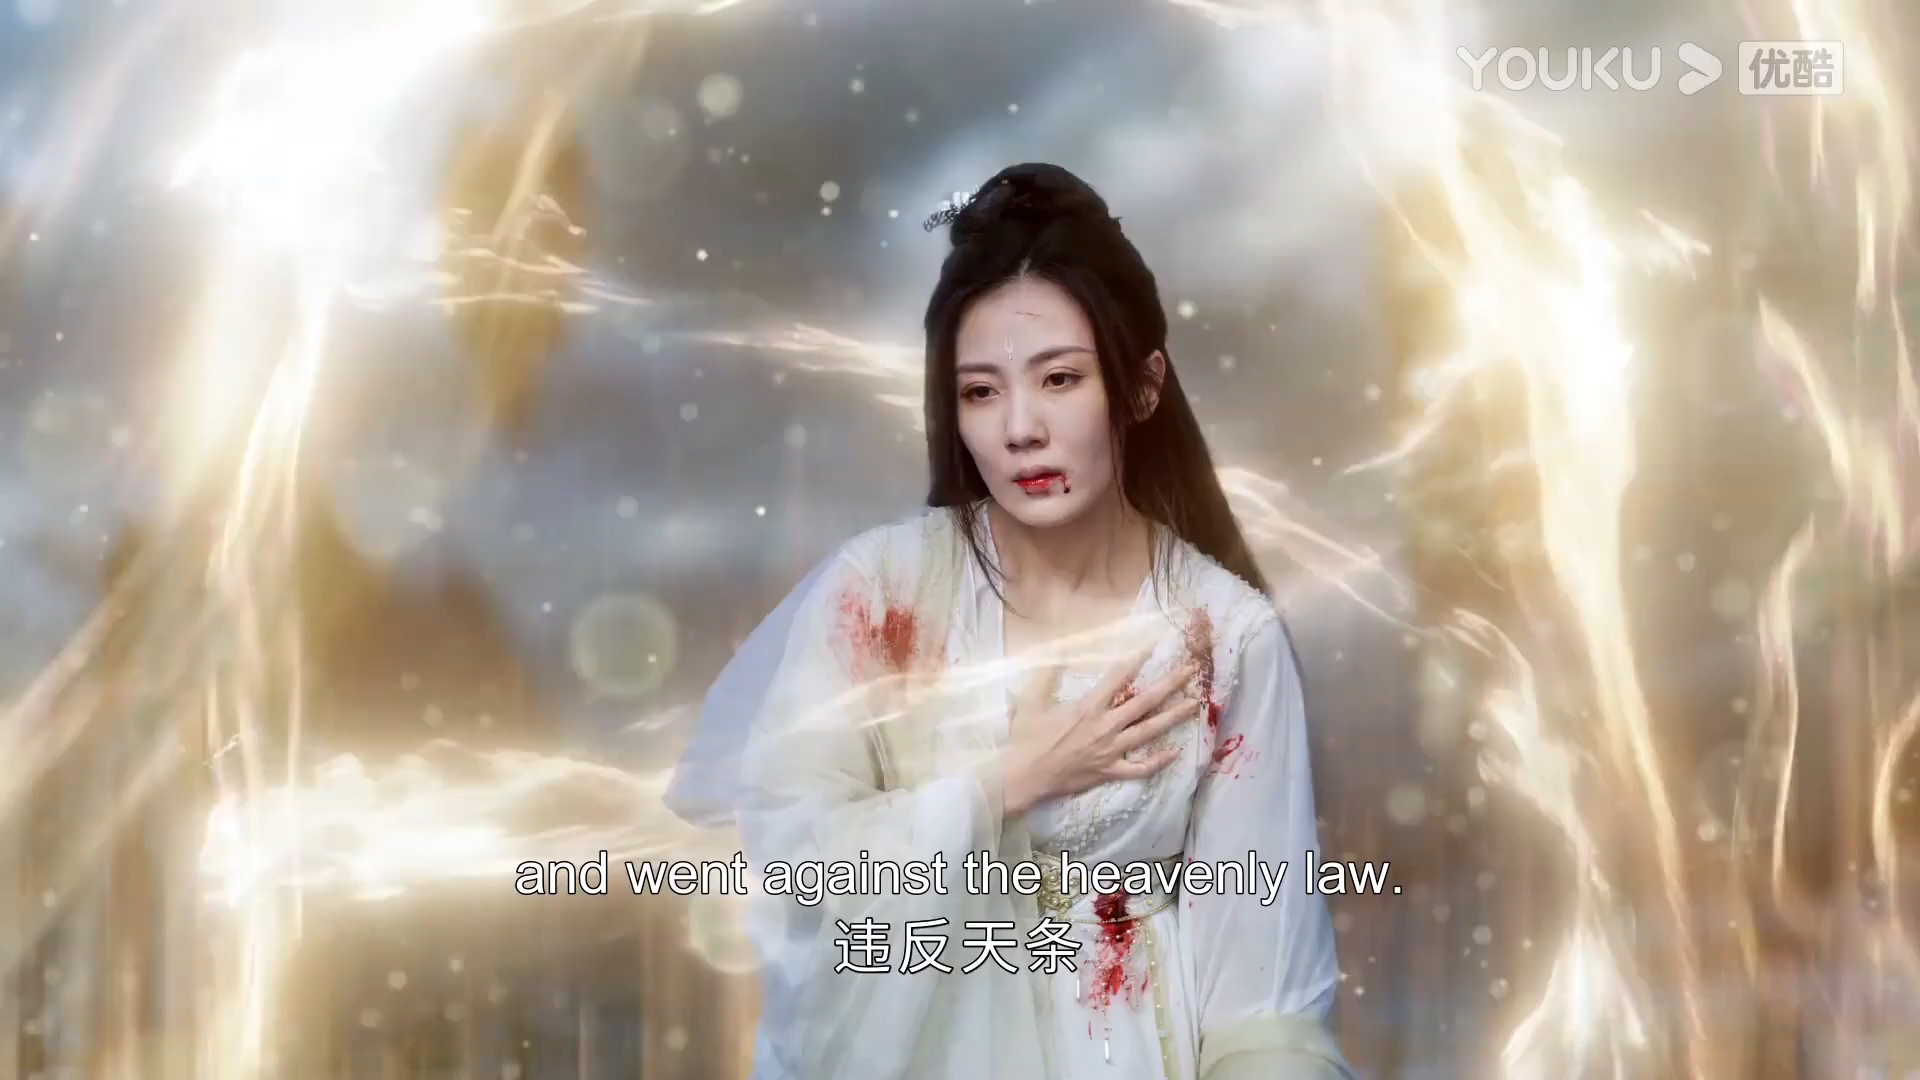 YOUKU 优酷
and went against the heavenly law.
违反天条